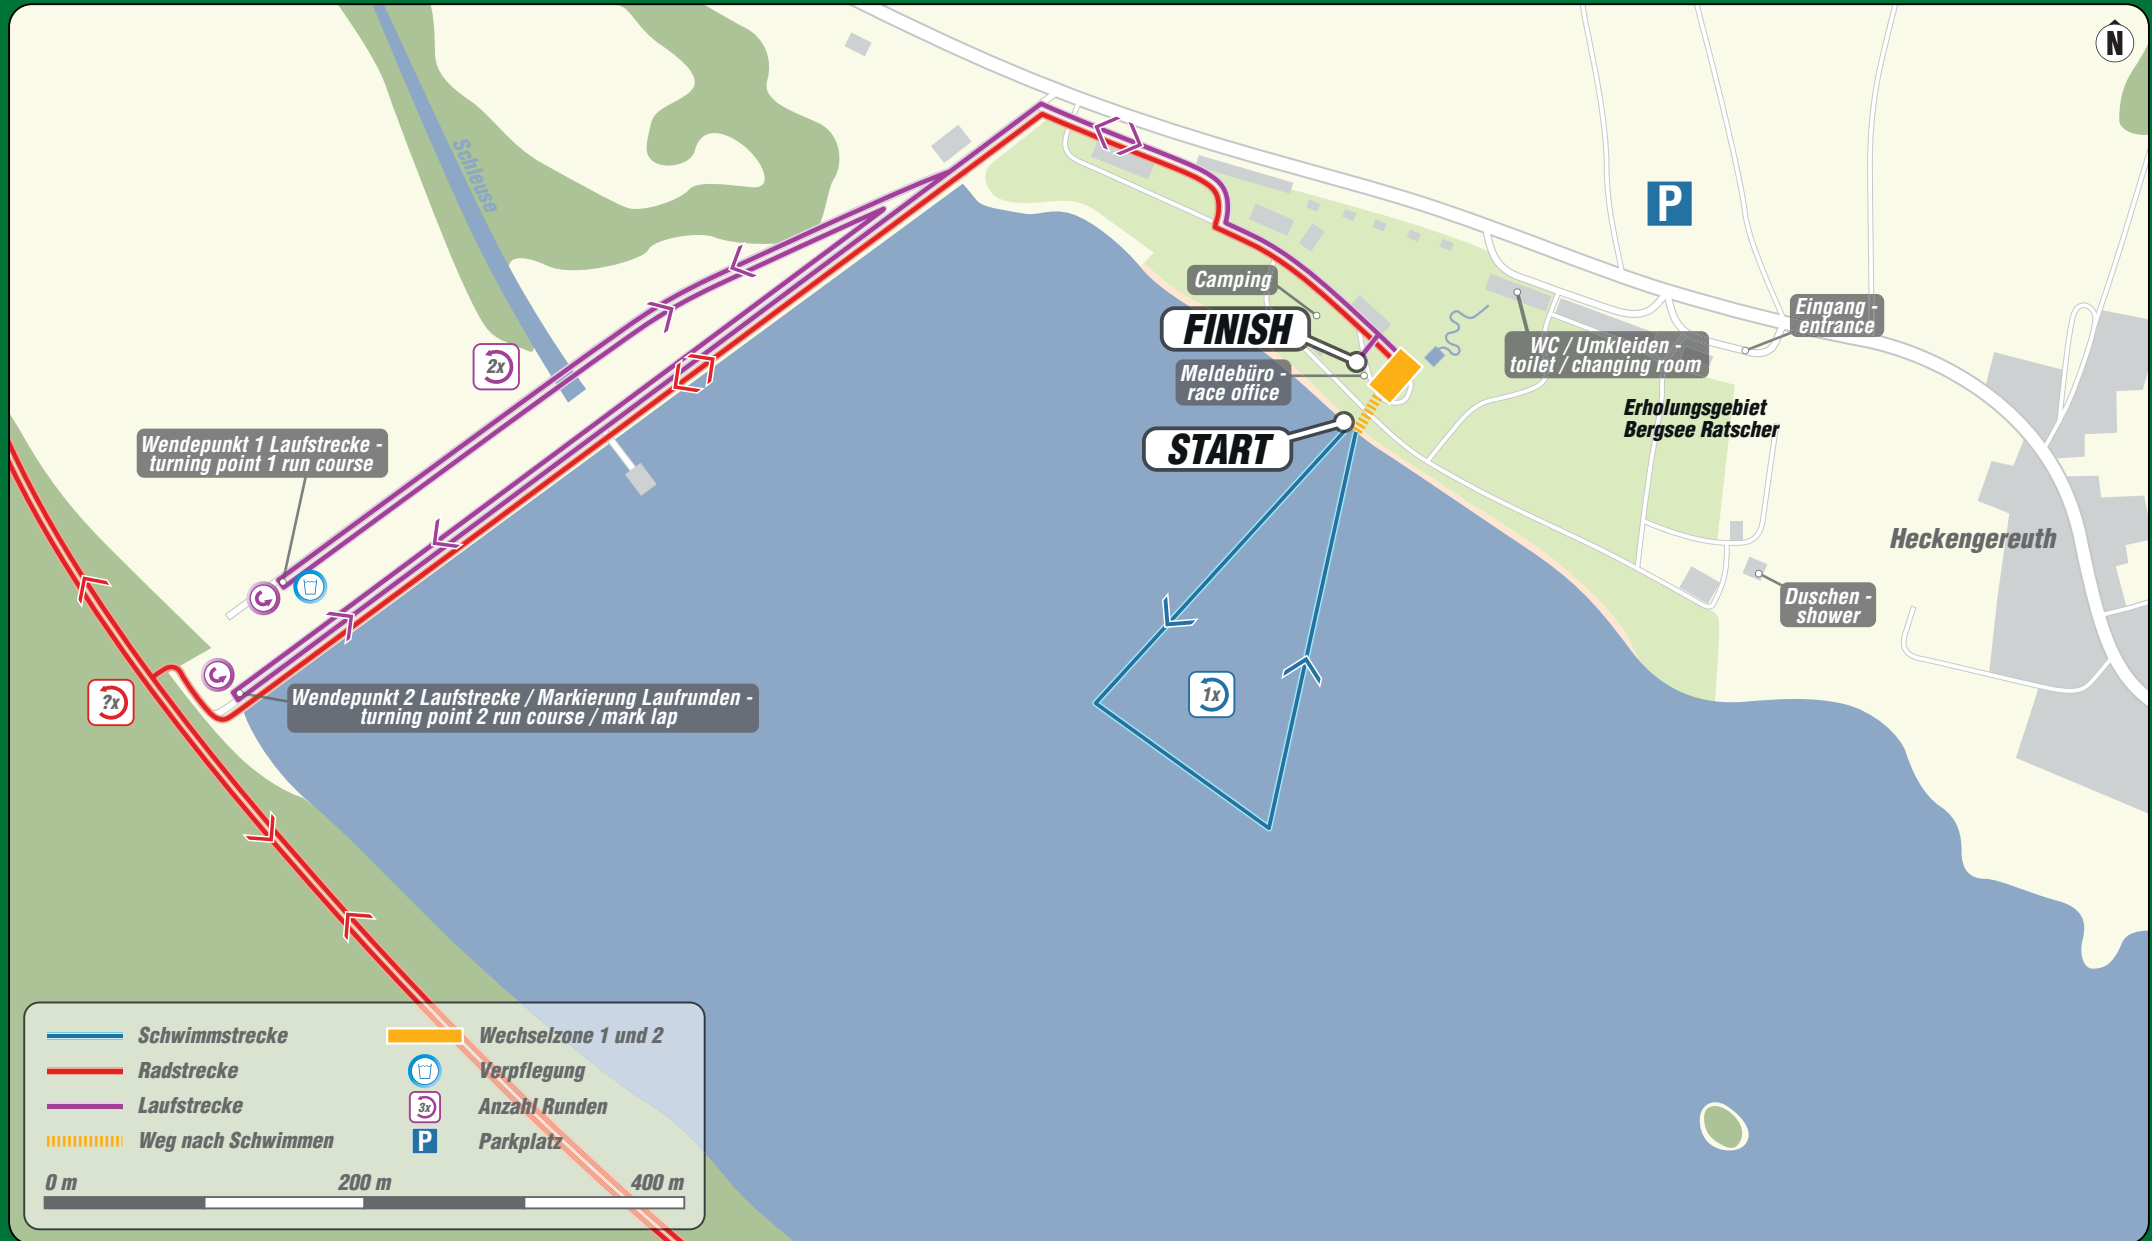 N
Schleuse
P
Camping
FINISH
Meldebüro -
race office
START
Eingang -
entrance
WC / Umkleiden -
toilet / changing room
Erholungsgebiet
Bergsee Ratscher
Heckengereuth
Duschen -
shower
2x
Wendepunkt 1 Laufstrecke -
turning point 1 run course
?x
Wendepunkt 2 Laufstrecke / Markierung Laufrunden -
turning point 2 run course / mark lap
1x
Schwimmstrecke
Radstrecke
Laufstrecke
Weg nach Schwimmen
Wechselzone 1 und 2
Verpflegung
3x
Anzahl Runden
P
Parkplatz
0 m
200 m
400 m